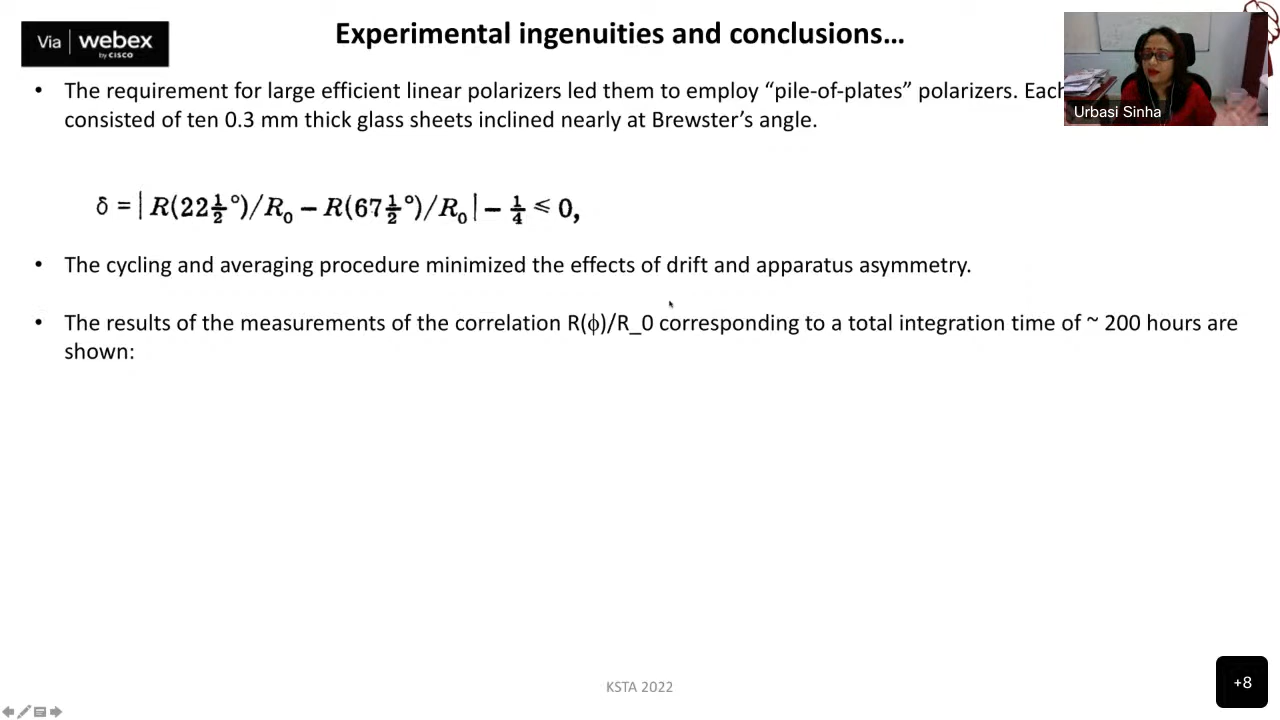 Via | webex
by CISCO
Experimental ingenuities and conclusions...
Urbasi Sinha
• The requirement for large efficient linear polarizers led them to employ “pile-of-plates” polarizers. Each
consisted of ten 0.3 mm thick glass sheets inclined nearly at Brewster’s angle.
δ = | R(22½°)/R₀ − R(67½°)/R₀ | − ¼ ≤ 0,
• The cycling and averaging procedure minimized the effects of drift and apparatus asymmetry.
• The results of the measurements of the correlation R(ϕ)/R_0 corresponding to a total integration time of ~ 200 hours are
shown:
KSTA 2022
+8